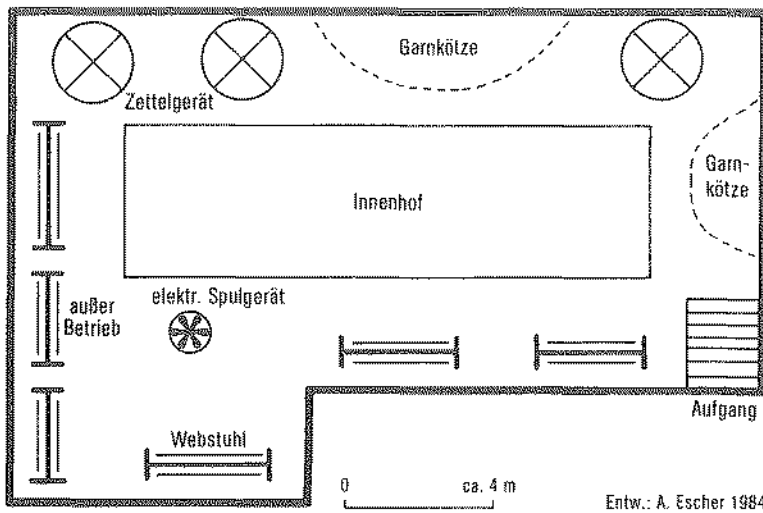 Garnkötze
Zettelgerät
Garn-
kötze
Innenhof
elektr. Spulgerät
außer
Betrieb
Aufgang
Webstuhl
0 ca. 4 m
Entw.: A. Escher 1984